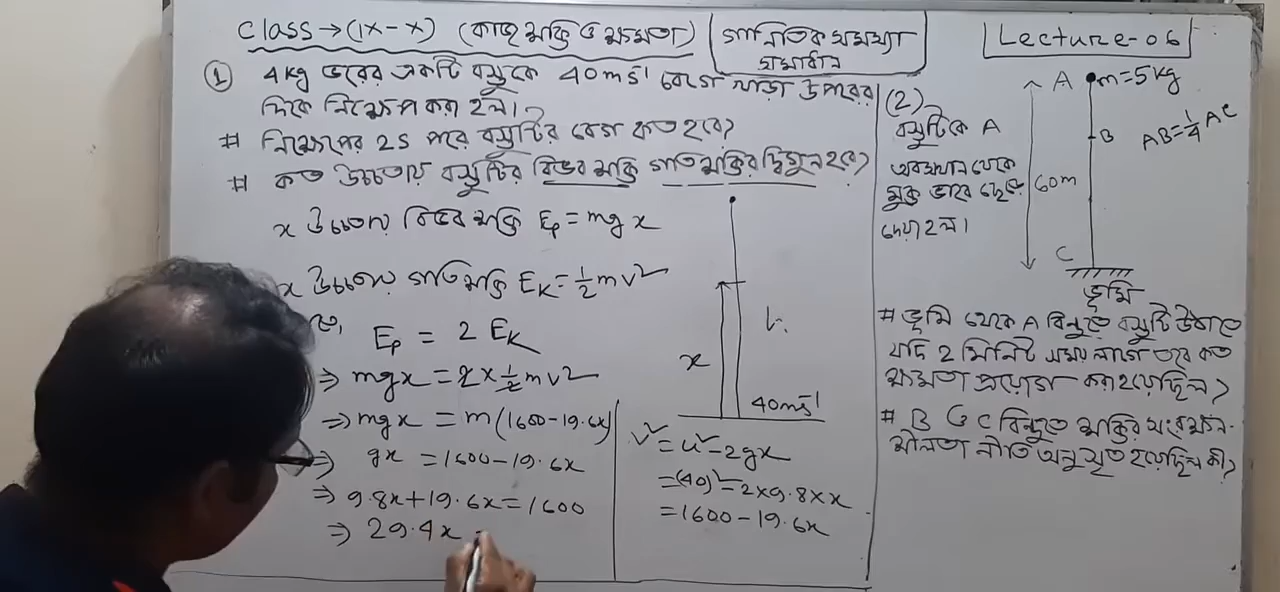 Class→(IX-X) (কাজ শক্তি ও ক্ষমতা)
গানিতিক সমস্যা
সমাধান
Lecture-06
① 4kg ভরের একটি বস্তুকে 40ms⁻¹ বেগে খাড়া উপরের
দিকে নিক্ষেপ করা হল।
# নিক্ষেপের 2S পরে বস্তুটির বেগ কত হবে?
# কত উচ্চতায় বস্তুটির বিভব শক্তি গতি শক্তির দ্বিগুন হবে?
x উচ্চতায় বিভব শক্তি Eₚ=mgx
x উচ্চতায় গতি শক্তি Eₖ=½mv²
Eₚ = 2 Eₖ
⇒ mgx = 2×½mv²
⇒ mgx = m(1600-19.6x)
⇒ gx = 1600-19.6x
⇒ 9.8x+19.6x=1600
⇒ 29.4x
h
x
40ms⁻¹
v²=u²-2gx
=(40)²-2×9.8×x
=1600-19.6x
(2)
বস্তুটিকে A
অবস্থান থেকে
মুক্ত ভাবে ছেড়ে
দেয়া হল।
A
m=5kg
B
AB=¼AC
60m
C
ভূমি
# ভূমি থেকে A বিন্দুতে বস্তুটি উঠাতে
যদি 2 মিনিট সময় লাগে তবে কত
ক্ষমতা প্রয়োগ করা হয়েছিল?
# B ও C বিন্দুতে শক্তির সংরক্ষন-
শীলতা নীতি অনুসৃত হয়েছিল কী?